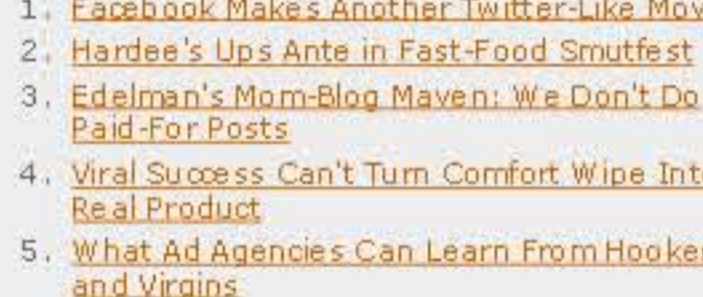 1. Facebook Makes Another Twitter-Like Mov
2. Hardee's Ups Ante in Fast-Food Smutfest
3. Edelman's Mom-Blog Maven: We Don't Do
Paid-For Posts
4. Viral Success Can't Turn Comfort Wipe Int
Real Product
5. What Ad Agencies Can Learn From Hooke
and Virgins